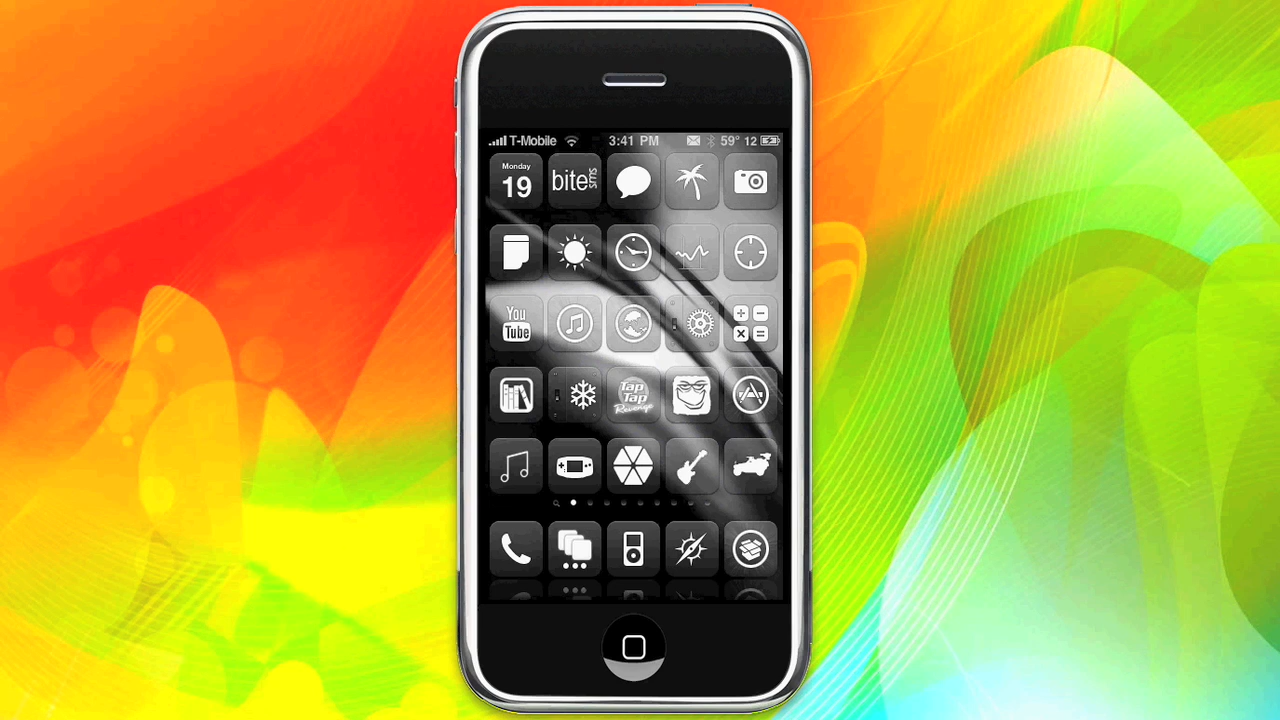 T-Mobile 3:41 PM 59° 12
Monday
19
bite sms
You
Tube
Tap
Tap
Revenge